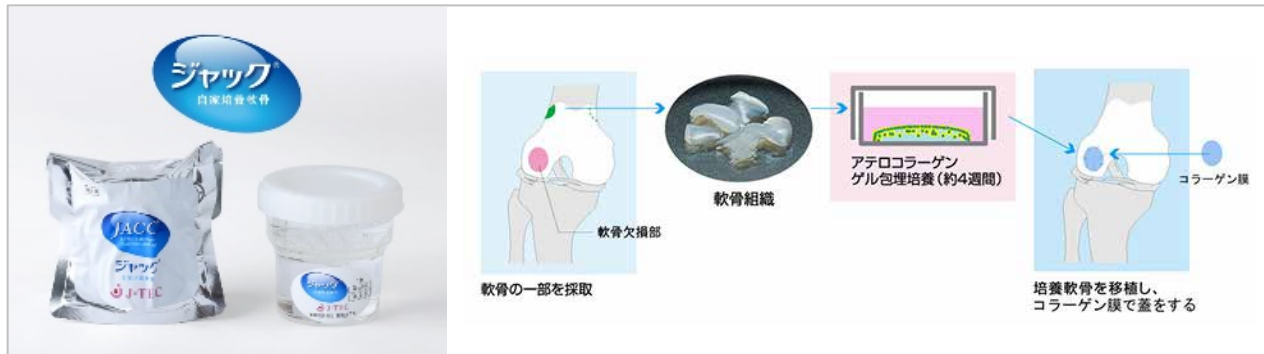 ジャック®
自家培養軟骨
JACC
ジャック
J-TEC
ジャック
J-TEC
軟骨欠損部
軟骨の一部を採取
軟骨組織
アテロコラーゲン
ゲル包埋培養(約4週間)
コラーゲン膜
培養軟骨を移植し、
コラーゲン膜で蓋をする